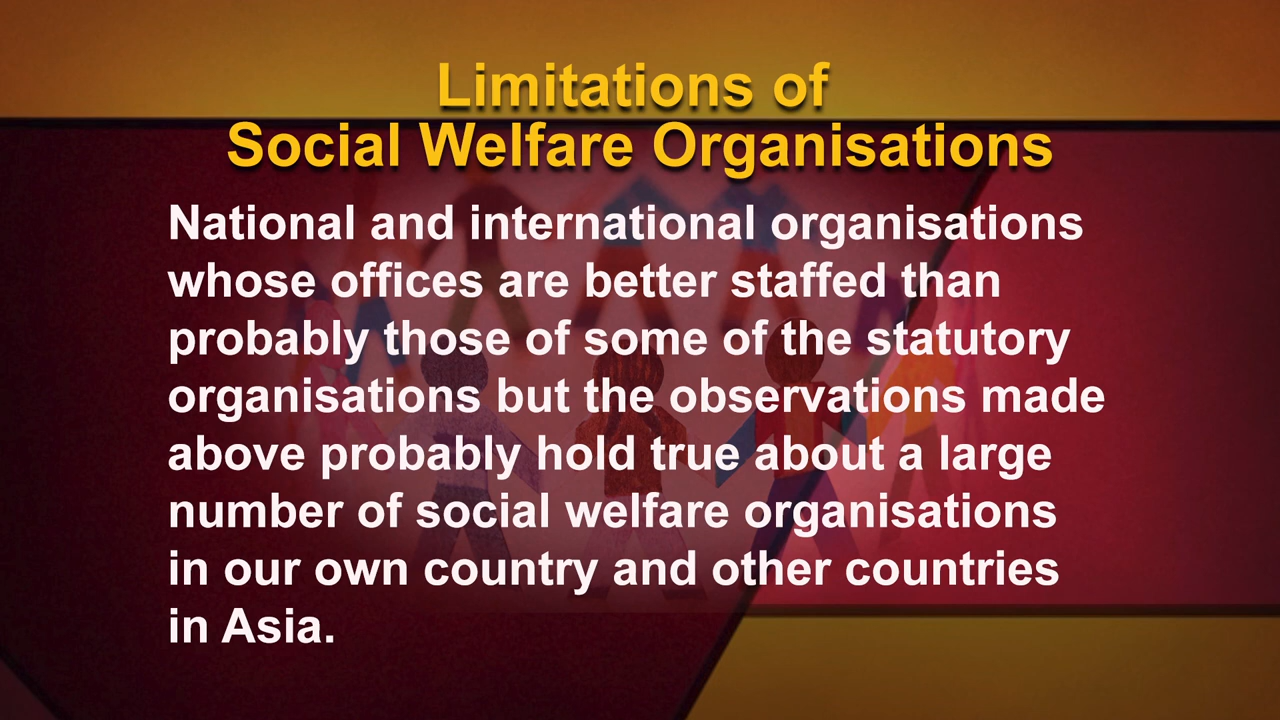 Limitations of
Social Welfare Organisations
National and international organisations
whose offices are better staffed than
probably those of some of the statutory
organisations but the observations made
above probably hold true about a large
number of social welfare organisations
in our own country and other countries
in Asia.